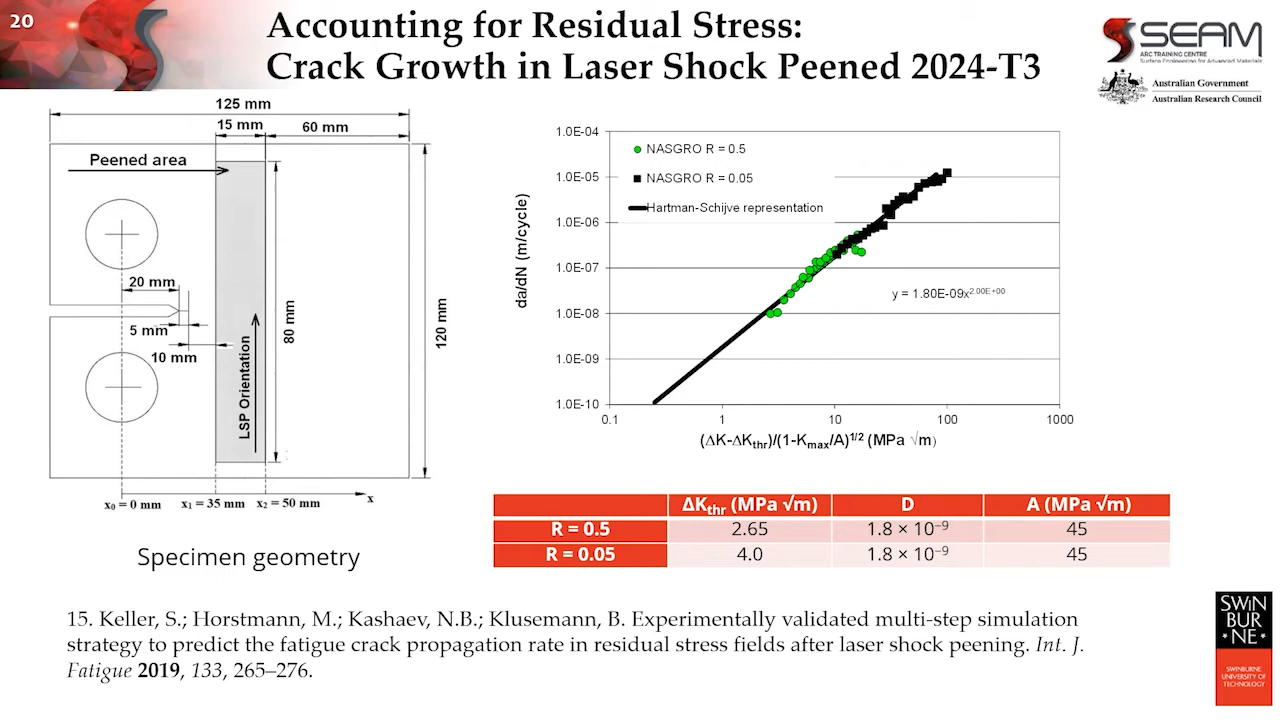 20
Accounting for Residual Stress:
Crack Growth in Laser Shock Peened 2024-T3
SEAM
ARC TRAINING CENTRE
Surface Engineering for Advanced Materials
Australian Government
Australian Research Council
125 mm
15 mm
60 mm
Peened area
20 mm
5 mm
10 mm
LSP Orientation
80 mm
120 mm
x₀ = 0 mm
x₁ = 35 mm
x₂ = 50 mm
x
Specimen geometry
1.0E-04
1.0E-05
1.0E-06
1.0E-07
1.0E-08
1.0E-09
1.0E-10
da/dN (m/cycle)
NASGRO R = 0.5
NASGRO R = 0.05
Hartman-Schijve representation
y = 1.80E-09x^2.00E+00
0.1 1 10 100 1000
(ΔK-ΔKthr)/(1-Kmax/A)^1/2 (MPa √m)
ΔKthr (MPa √m) D A (MPa √m)
R = 0.5 2.65 1.8 × 10⁻⁹ 45
R = 0.05 4.0 1.8 × 10⁻⁹ 45
15. Keller, S.; Horstmann, M.; Kashaev, N.B.; Klusemann, B. Experimentally validated multi-step simulation
strategy to predict the fatigue crack propagation rate in residual stress fields after laser shock peening. Int. J.
Fatigue 2019, 133, 265–276.
SWiN
BUR
* NE *
SWINBURNE
UNIVERSITY OF
TECHNOLOGY